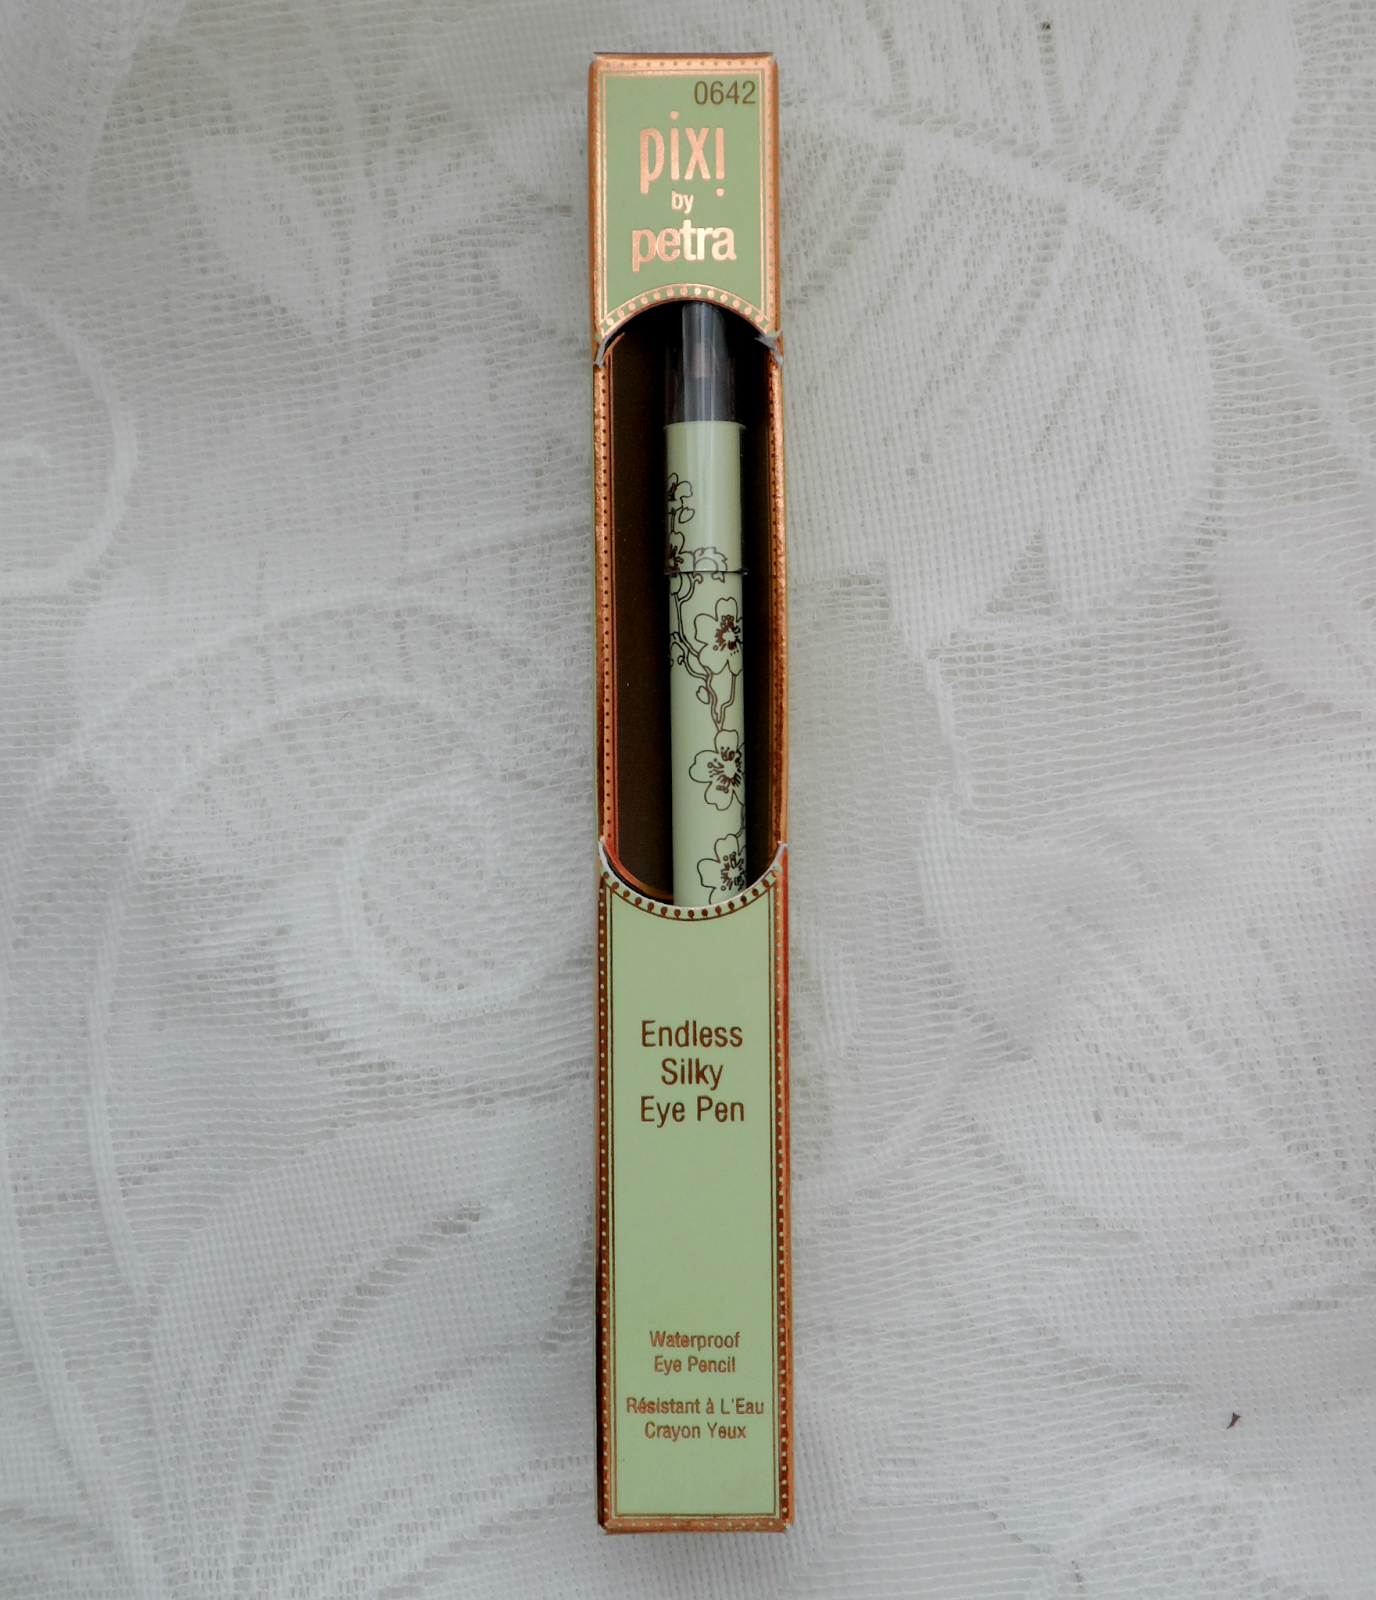 0642
pixi
by
petra
Endless
Silky
Eye Pen
Waterproof
Eye Pencil
Résistant à L'Eau
Crayon Yeux